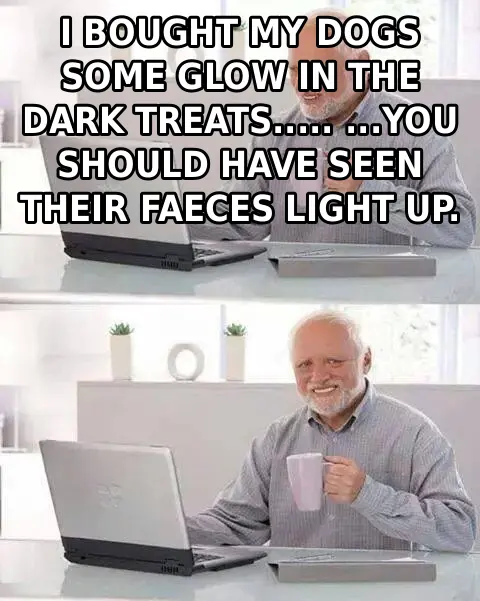 I BOUGHT MY DOGS
SOME GLOW IN THE
DARK TREATS..... ...YOU
SHOULD HAVE SEEN
THEIR FAECES LIGHT UP.